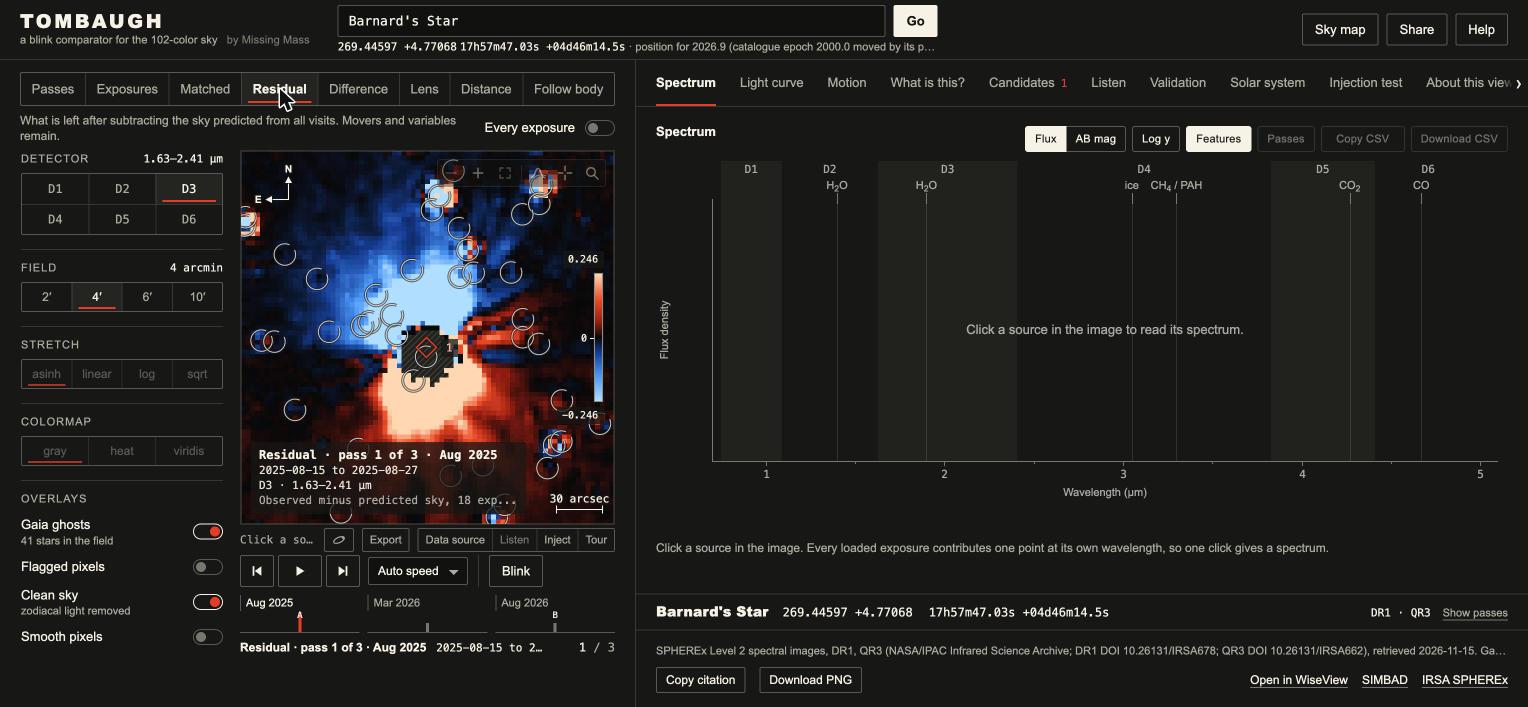 TOMBAUGH
a blink comparator for the 102-color sky by Missing Mass
Barnard's Star
Go
269.44597 +4.77068 17h57m47.03s +04d46m14.5s · position for 2026.9 (catalogue epoch 2000.0 moved by its p…
Sky map
Share
Help
Passes
Exposures
Matched
Residual
Difference
Lens
Distance
Follow body
What is left after subtracting the sky predicted from all visits. Movers and variables
remain.
Every exposure
DETECTOR 1.63–2.41 µm
D1 D2 D3
D4 D5 D6
FIELD 4 arcmin
2′ 4′ 6′ 10′
STRETCH
asinh linear log sqrt
COLORMAP
gray heat viridis
OVERLAYS
Gaia ghosts
41 stars in the field
Flagged pixels
Clean sky
zodiacal light removed
Smooth pixels
N
E
0.246
0
−0.246
1
Residual · pass 1 of 3 · Aug 2025
2025-08-15 to 2025-08-27
D3 · 1.63–2.41 µm
Observed minus predicted sky, 18 exp...
30 arcsec
Click a so…
Export
Data source
Listen
Inject
Tour
Auto speed
Blink
Aug 2025
Mar 2026
Aug 2026
A
B
Residual · pass 1 of 3 · Aug 2025 2025-08-15 to 2… 1 / 3
Spectrum
Light curve
Motion
What is this?
Candidates 1
Listen
Validation
Solar system
Injection test
About this view
Spectrum
Flux
AB mag
Log y
Features
Passes
Copy CSV
Download CSV
D1 D2 D3 D4 D5 D6
H₂O H₂O ice CH₄ / PAH CO₂ CO
Flux density
Click a source in the image to read its spectrum.
1 2 3 4 5
Wavelength (µm)
Click a source in the image. Every loaded exposure contributes one point at its own wavelength, so one click gives a spectrum.
Barnard's Star 269.44597 +4.77068 17h57m47.03s +04d46m14.5s
DR1 · QR3 Show passes
SPHEREx Level 2 spectral images, DR1, QR3 (NASA/IPAC Infrared Science Archive; DR1 DOI 10.26131/IRSA678; QR3 DOI 10.26131/IRSA662), retrieved 2026-11-15. Ga…
Copy citation
Download PNG
Open in WiseView
SIMBAD
IRSA SPHEREx